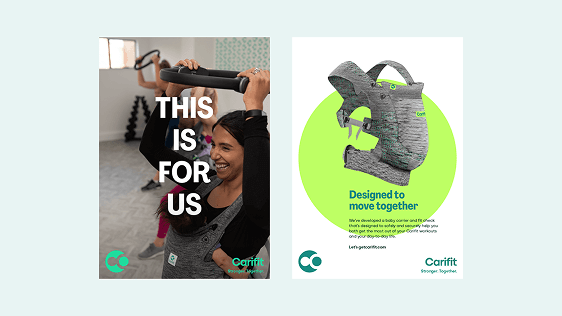 THIS
IS
FOR
US
Carifit
Stronger. Together.
Designed to
move together
We've developed a baby carrier and fit check
that's designed to safely and securely help you
both get the most out of your Carifit workouts
and your day-to-day life.
Let's getcarifit.com
Carifit
Stronger. Together.